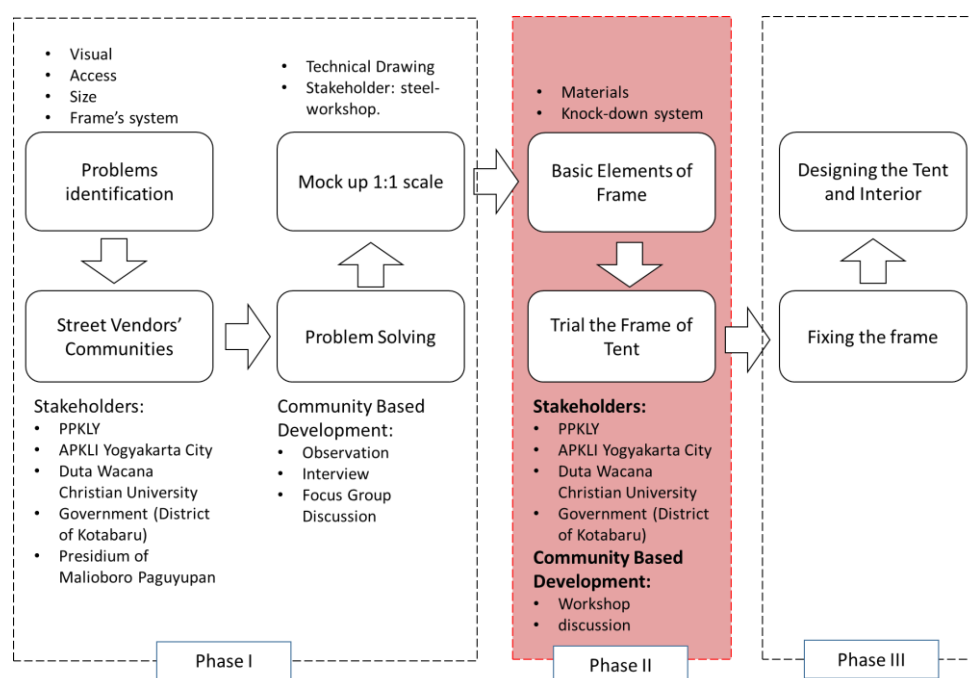 • Visual
• Access
• Size
• Frame's system
Problems
identification
Street Vendors'
Communities
Stakeholders:
• PPKLY
• APKLI Yogyakarta City
• Duta Wacana
Christian University
• Government (District
of Kotabaru)
• Presidium of
Malioboro Paguyupan
• Technical Drawing
• Stakeholder: steel-
workshop.
Mock up 1:1 scale
Problem Solving
Community Based
Development:
• Observation
• Interview
• Focus Group
Discussion
Phase I
• Materials
• Knock-down system
Basic Elements of
Frame
Trial the Frame of
Tent
Stakeholders:
• PPKLY
• APKLI Yogyakarta City
• Duta Wacana
Christian University
• Government (District
of Kotabaru)
Community Based
Development:
• Workshop
• discussion
Phase II
Designing the Tent
and Interior
Fixing the frame
Phase III